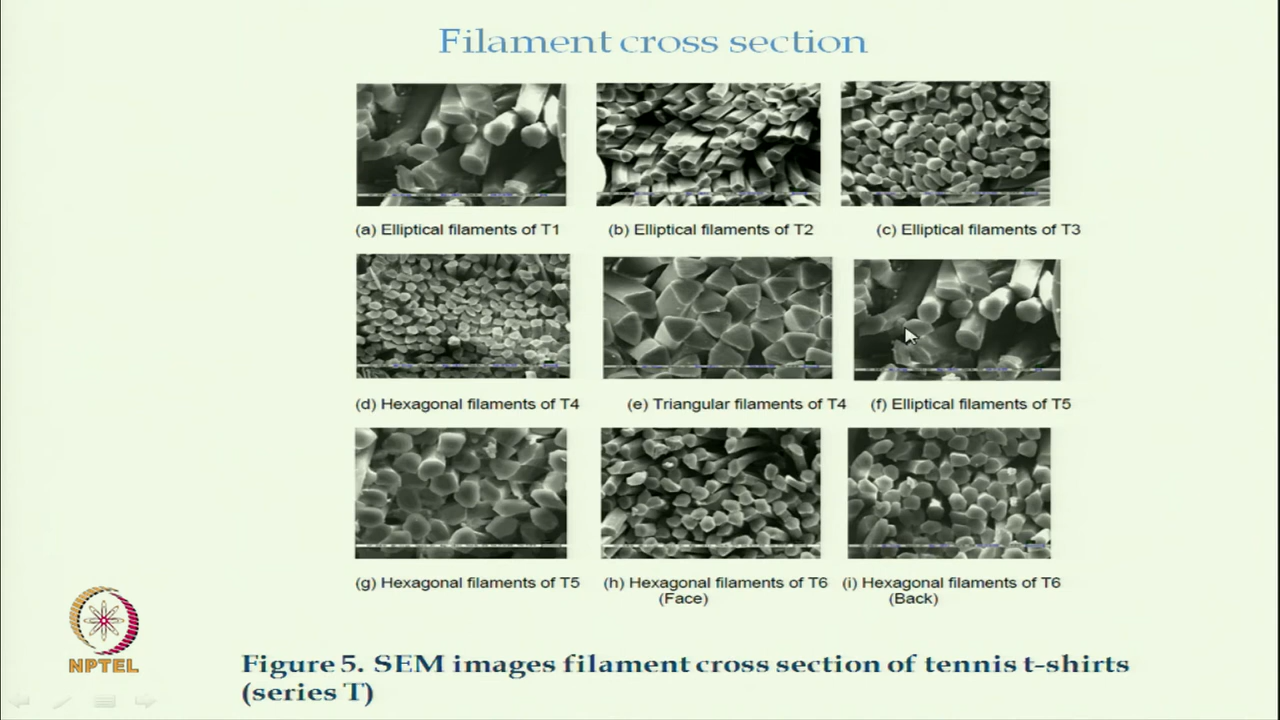 Filament cross section
(a) Elliptical filaments of T1
(b) Elliptical filaments of T2
(c) Elliptical filaments of T3
(d) Hexagonal filaments of T4
(e) Triangular filaments of T4
(f) Elliptical filaments of T5
(g) Hexagonal filaments of T5
(h) Hexagonal filaments of T6
(Face)
(i) Hexagonal filaments of T6
(Back)
NPTEL
Figure 5. SEM images filament cross section of tennis t-shirts
(series T)